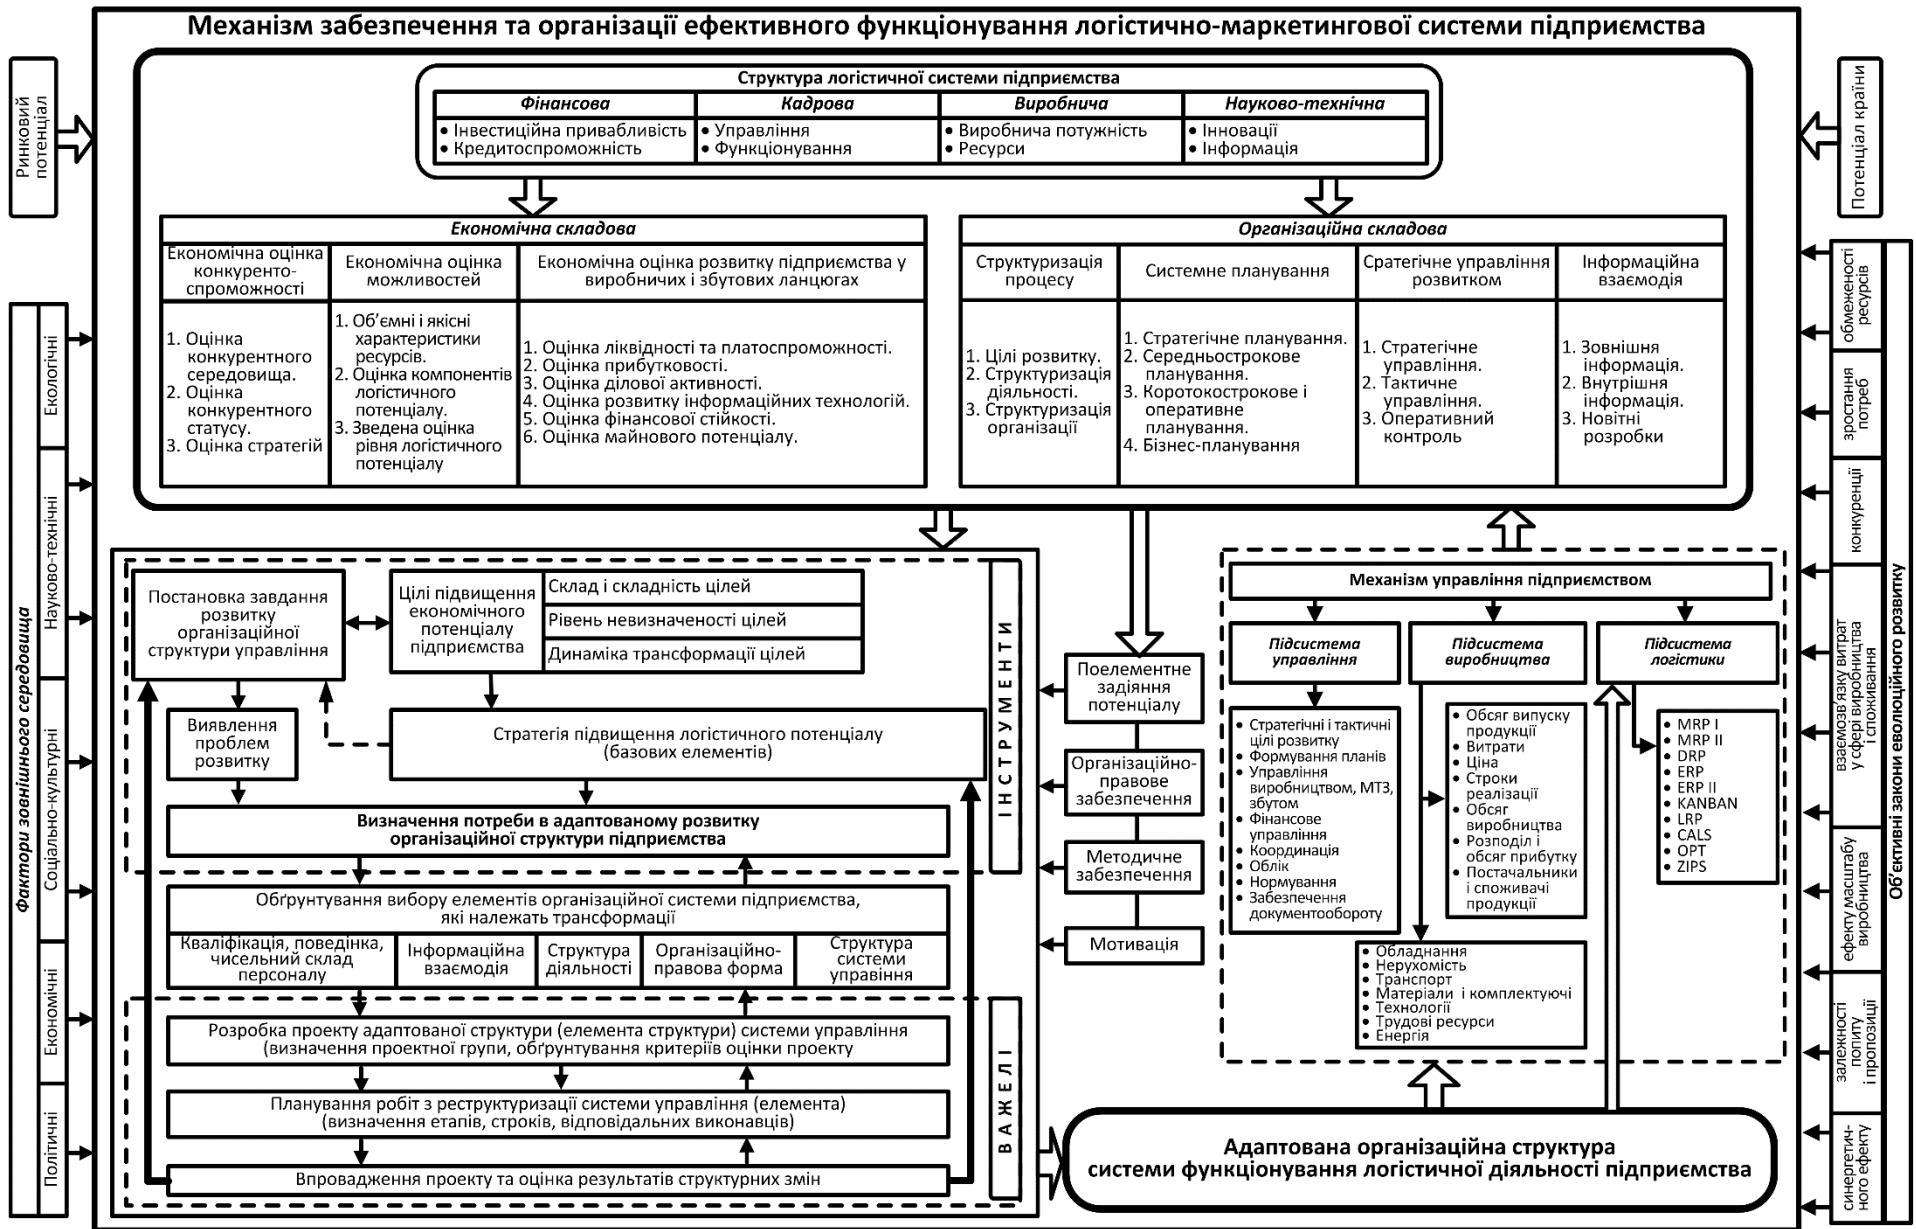 Механізм забезпечення та організації ефективного функціонування логістично-маркетингової системи підприємства
Ринковий
потенціал
Структура логістичної системи підприємства
Фінансова
• Інвестиційна привабливість
• Кредитоспроможність
Кадрова
• Управління
• Функціонування
Виробнича
• Виробнича потужність
• Ресурси
Науково-технічна
• Інновації
• Інформація
Потенціал країни
Економічна складова
Економічна оцінка
конкуренто-
спроможності
1. Оцінка
конкурентного
середовища.
2. Оцінка
конкурентного
статусу.
3. Оцінка стратегій
Економічна оцінка
можливостей
1. Об’ємні і якісні
характеристики
ресурсів.
2. Оцінка компонентів
логістичного
потенціалу.
3. Зведена оцінка
рівня логістичного
потенціалу
Економічна оцінка розвитку підприємства у
виробничих і збутових ланцюгах
1. Оцінка ліквідності та платоспроможності.
2. Оцінка прибутковості.
3. Оцінка ділової активності.
4. Оцінка розвитку інформаційних технологій.
5. Оцінка фінансової стійкості.
6. Оцінка майнового потенціалу.
Організаційна складова
Структуризація
процесу
1. Цілі розвитку.
2. Структуризація
діяльності.
3. Структуризація
організації
Системне планування
1. Стратегічне планування.
2. Середньострокове
планування.
3. Коротокострокове і
оперативне
планування.
4. Бізнес-планування
Сратегічне управління
розвитком
1. Стратегічне
управління.
2. Тактичне
управління.
3. Оперативний
контроль
Інформаційна
взаємодія
1. Зовнішня
інформація.
2. Внутрішня
інформація.
3. Новітні
розробки
Фактори зовнішнього середовища
Екологічні
Науково-технічні
Соціально-культурні
Економічні
Політичні
ІНСТРУМЕНТИ
Постановка завдання
розвитку
організаційної
структури управління
Цілі підвищення
економічного
потенціалу
підприємства
Склад і складність цілей
Рівень невизначеності цілей
Динаміка трансформації цілей
Виявлення
проблем
розвитку
Стратегія підвищення логістичного потенціалу
(базових елементів)
Визначення потреби в адаптованому розвитку
організаційної структури підприємства
Обґрунтування вибору елементів організаційної системи підприємства,
які належать трансформації
Кваліфікація, поведінка,
чисельний склад
персоналу
Інформаційна
взаємодія
Структура
діяльності
Організаційно-
правова форма
Структура
системи
упрвіння
ВАЖЕЛІ
Розробка проекту адаптованої структури (елемента структури) системи управління
(визначення проектної групи, обґрунтування критеріїв оцінки проекту
Планування робіт з реструктуризації системи управління (елемента)
(визначення етапів, строків, відповідальних виконавців)
Впровадження проекту та оцінка результатів структурних змін
Поелементне
задіяння
потенціалу
Організаційно-
правове
забезпечення
Методичне
забезпечення
Мотивація
Механізм управління підприємством
Підсистема
управління
Підсистема
виробництва
Підсистема
логістики
• Стратегічні і тактичні
цілі розвитку
• Формування планів
• Управління
виробництвом, МТЗ,
збутом
• Фінансове
управління
• Координація
• Облік
• Нормування
• Забезпечення
документообороту
• Обсяг випуску
продукції
• Витрати
• Ціна
• Строки
реалізації
• Обсяг
виробництва
• Розподіл і
обсяг прибутку
• Постачальники
і споживачі
продукції
• MRP I
• MRP II
• DRP
• ERP
• ERP II
• KANBAN
• LRP
• CALS
• OPT
• ZIPS
• Обладнання
• Нерухомість
• Транспорт
• Матеріали і комплектуючі
• Технології
• Трудові ресурси
• Енергія
Адаптована організаційна структура
системи функціонування логістичної діяльності підприємства
Об’єктивні закони еволюційного розвитку
обмеженості
ресурсів
зростання
потреб
конкуренції
взаємозв’язку витрат
у сфері виробництва
і споживання
ефекту масштабу
виробництва
залежності
попиту
і пропозиці
синергетич-
ного ефекту